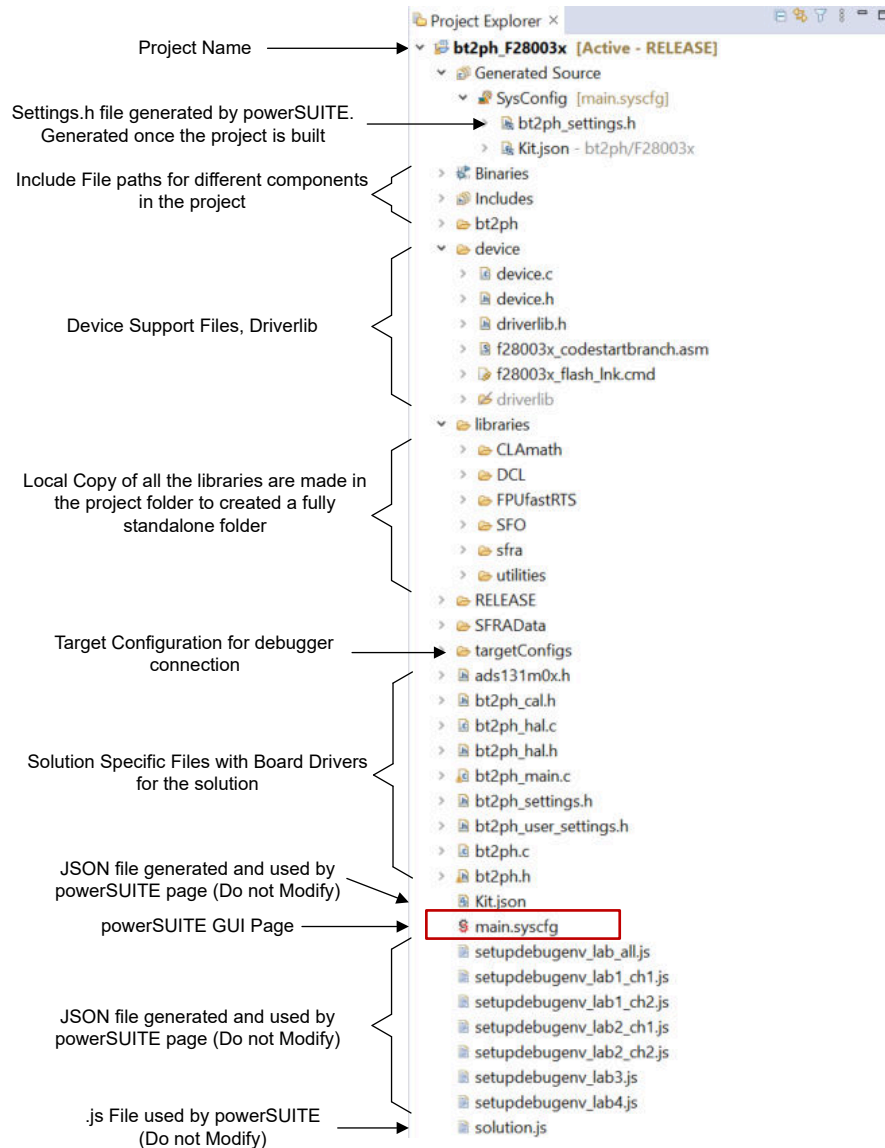 Project Explorer ×
Project Name
bt2ph_F28003x [Active - RELEASE]
Generated Source
SysConfig [main.syscfg]
Settings.h file generated by powerSUITE.
Generated once the project is built
bt2ph_settings.h
Kit.json - bt2ph/F28003x
Include File paths for different components
in the project
Binaries
Includes
bt2ph
Device Support Files, Driverlib
device
device.c
device.h
driverlib.h
f28003x_codestartbranch.asm
f28003x_flash_lnk.cmd
driverlib
Local Copy of all the libraries are made in
the project folder to created a fully
standalone folder
libraries
CLAmath
DCL
FPUfastRTS
SFO
sfra
utilities
RELEASE
SFRAData
Target Configuration for debugger
connection
targetConfigs
Solution Specific Files with Board Drivers
for the solution
ads131m0x.h
bt2ph_cal.h
bt2ph_hal.c
bt2ph_hal.h
bt2ph_main.c
bt2ph_settings.h
bt2ph_user_settings.h
bt2ph.c
bt2ph.h
JSON file generated and used by
powerSUITE page (Do not Modify)
Kit.json
powerSUITE GUI Page
main.syscfg
JSON file generated and used by
powerSUITE page (Do not Modify)
setupdebugenv_lab_all.js
setupdebugenv_lab1_ch1.js
setupdebugenv_lab1_ch2.js
setupdebugenv_lab2_ch1.js
setupdebugenv_lab2_ch2.js
setupdebugenv_lab3.js
setupdebugenv_lab4.js
.js File used by powerSUITE
(Do not Modify)
solution.js